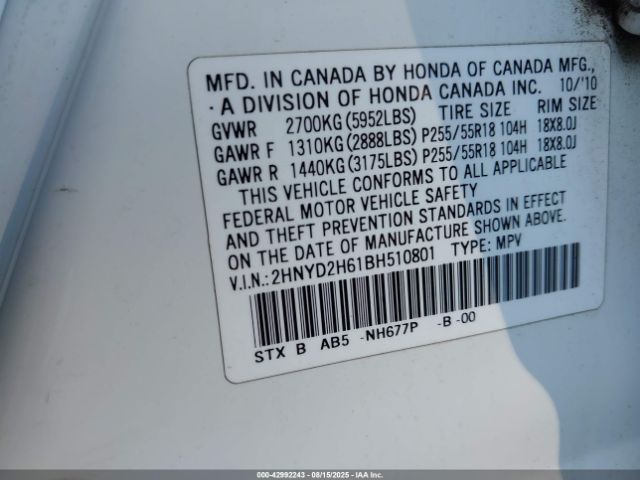 MFD. IN CANADA BY HONDA OF CANADA MFG.,
A DIVISION OF HONDA CANADA INC. 10/'10
GVWR 2700KG(5952LBS) TIRE SIZE RIM SIZE
GAWR F 1310KG(2888LBS) P255/55R18 104H 18X8.0J
GAWR R 1440KG(3175LBS) P255/55R18 104H 18X8.0J
THIS VEHICLE CONFORMS TO ALL APPLICABLE
FEDERAL MOTOR VEHICLE SAFETY
AND THEFT PREVENTION STANDARDS IN EFFECT
ON THE DATE OF MANUFACTURE SHOWN ABOVE.
V.I.N.:2HNYD2H61BH510801 TYPE: MPV
STX B AB5 -NH677P -B-00
000-42992243 - 08/15/2025 - IAAI.COM